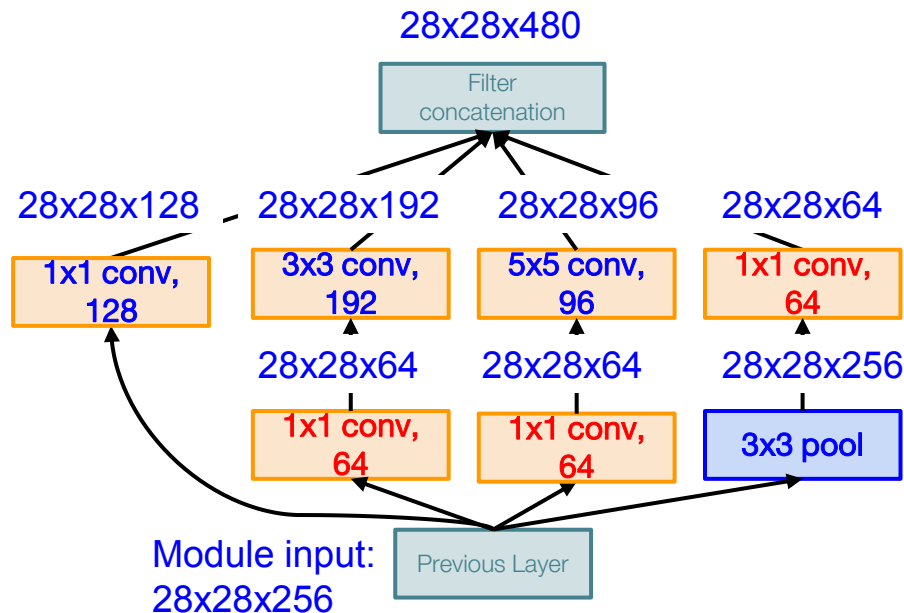 28x28x480
Filter
concatenation
28x28x128
28x28x192
28x28x96
28x28x64
1x1 conv,
128
3x3 conv,
192
5x5 conv,
96
1x1 conv,
64
28x28x64
28x28x64
28x28x256
1x1 conv,
64
1x1 conv,
64
3x3 pool
Module input:
28x28x256
Previous Layer